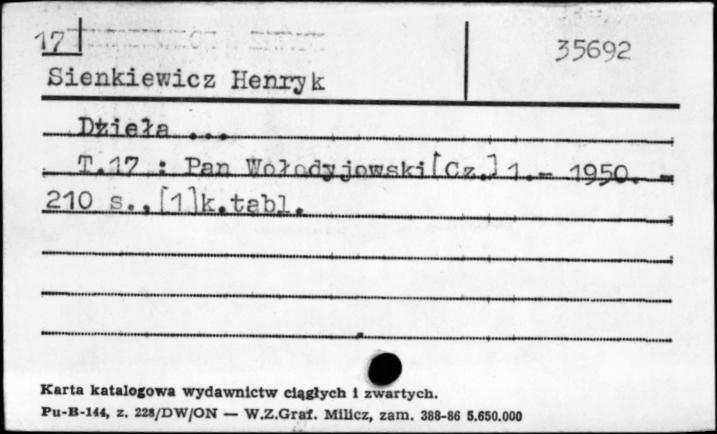 17
35692
Sienkiewicz Henryk
Dzieła ...
T.17 : Pan Wołodyjowski[Cz.] 1.- 1950. -
210 s., [1]k.tabl.
Karta katalogowa wydawnictw ciągłych i zwartych.
Pu-B-144, z. 228/DW/ON — W.Z.Graf. Milicz, zam. 388-86 5.650.000